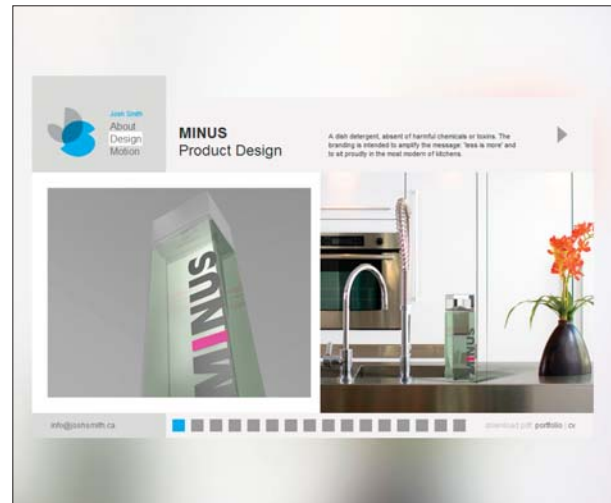 Josh Smith
About
Design
Motion
MINUS
Product Design
A dish detergent, absent of harmful chemicals or toxins. The
branding is intended to amplify the message: 'less is more' and
to sit proudly in the most modern of kitchens.
MINUS
MINUS
info@joshsmith.ca
download pdf: portfolio | cv